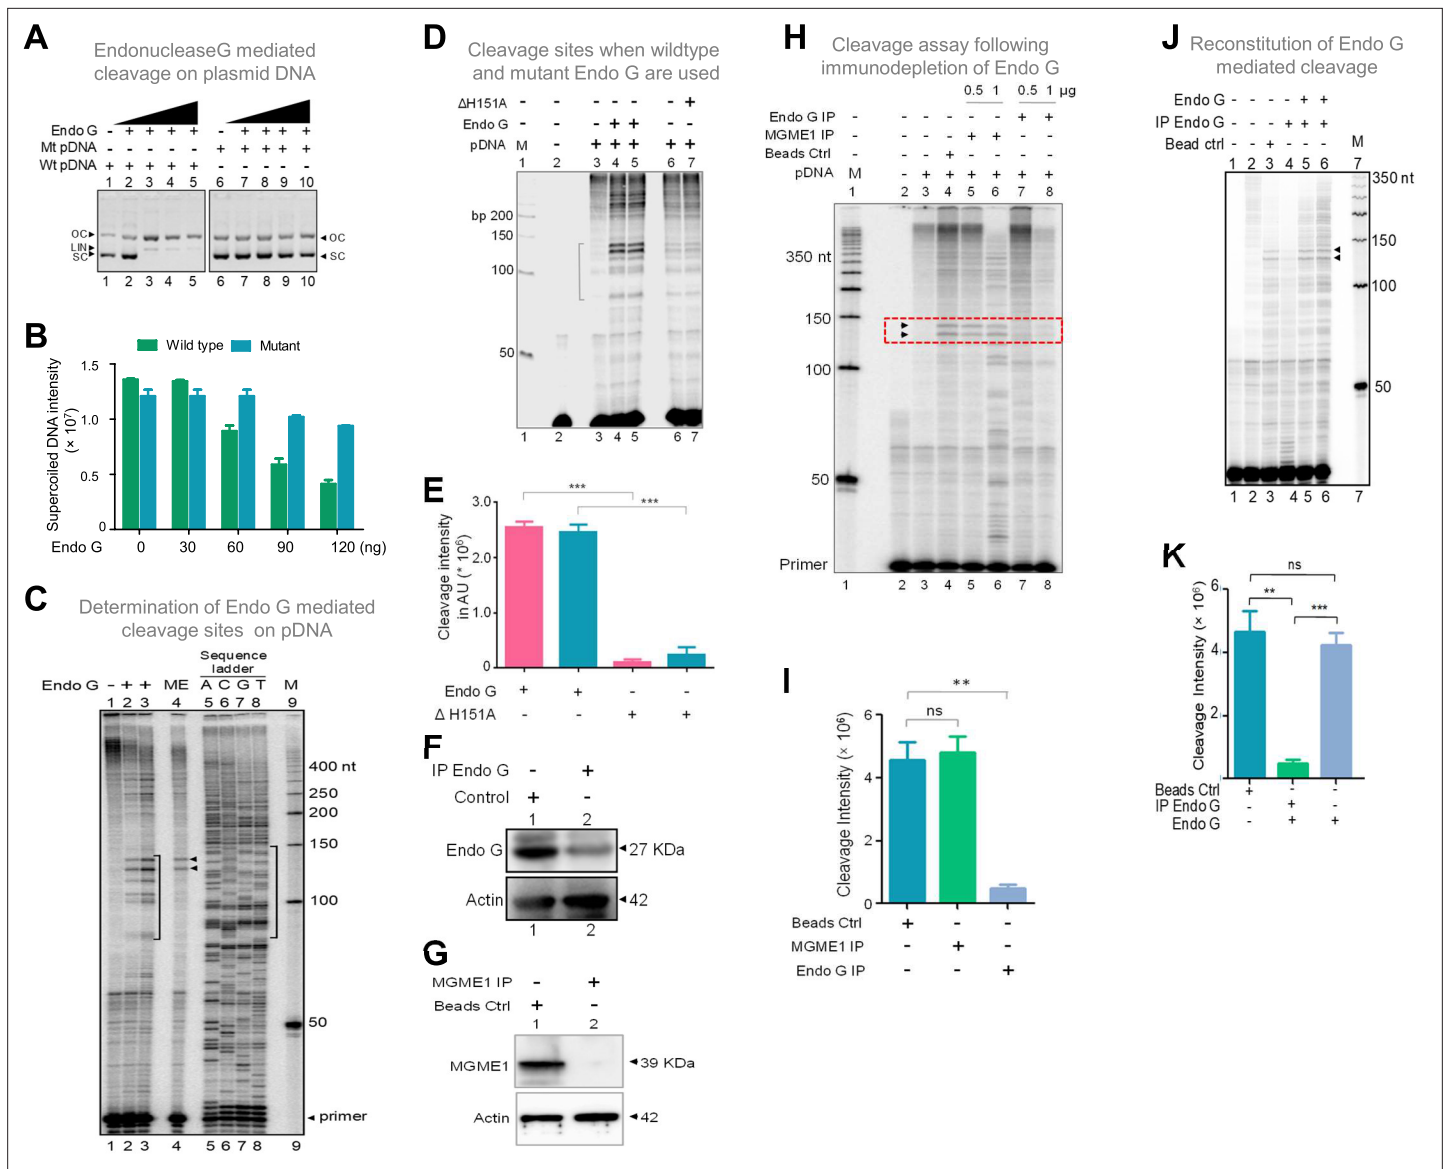 A
EndonucleaseG mediated
cleavage on plasmid DNA
Endo G - + + + + - + + + +
Mt pDNA - - - - - + + + + +
Wt pDNA + + + + + - - - - -
1 2 3 4 5 6 7 8 9 10
OC
LIN
SC
OC
SC
1 2 3 4 5 6 7 8 9 10
B
Wild type Mutant
Supercoiled DNA intensity
(× 10⁷)
1.5
1.0
0.5
0
Endo G 0 30 60 90 120 (ng)
C
Determination of Endo G mediated
cleavage sites on pDNA
Sequence
ladder
Endo G - + + ME A C G T M
1 2 3 4 5 6 7 8 9
400 nt
250
200
150
100
50
primer
1 2 3 4 5 6 7 8 9
D
Cleavage sites when wildtype
and mutant Endo G are used
ΔH151A - - - - - - +
Endo G - - - + + - -
pDNA M - + + + + +
1 2 3 4 5 6 7
bp 200
150
100
50
1 2 3 4 5 6 7
E
Cleavage intensity
in AU (* 10⁶)
3.0
2.0
1.0
0
*** ***
Endo G + + - -
Δ H151A - - + +
F
IP Endo G - +
Control + -
1 2
Endo G 27 KDa
Actin 42
1 2
G
MGME1 IP - +
Beads Ctrl + -
1 2
MGME1 39 KDa
Actin 42
H
Cleavage assay following
immunodepletion of Endo G
0.5 1 0.5 1 µg
Endo G IP - - - - - - + +
MGME1 IP - - - - + + - -
Beads Ctrl - - - + - - - -
pDNA M - + + + + + +
1 2 3 4 5 6 7 8
350 nt
150
100
50
Primer
1 2 3 4 5 6 7 8
I
Cleavage Intensity (× 10⁶)
6
4
2
0
**
ns
Beads Ctrl + - -
MGME1 IP - + -
Endo G IP - - +
J
Reconstitution of Endo G
mediated cleavage
Endo G - - - - + +
IP Endo G - - - + + +
Bead ctrl - - + - - - M
1 2 3 4 5 6 7
350 nt
150
100
50
1 2 3 4 5 6 7
K
Cleavage Intensity (× 10⁶)
6
4
2
ns
** ***
Beads Ctrl + - -
IP Endo G - + -
Endo G - + +